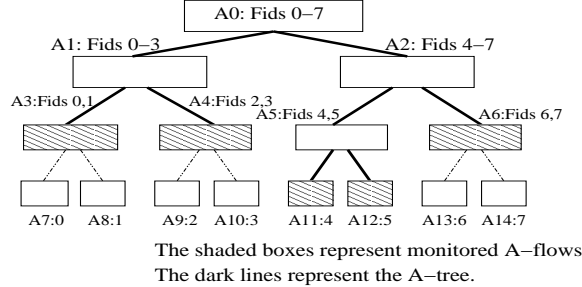 A0: Fids 0−7
A1: Fids 0−3
A2: Fids 4−7
A3:Fids 0,1
A4:Fids 2,3
A5:Fids 4,5
A6:Fids 6,7
A7:0 A8:1 A9:2 A10:3 A11:4 A12:5 A13:6 A14:7
The shaded boxes represent monitored A−flows
The dark lines represent the A−tree.